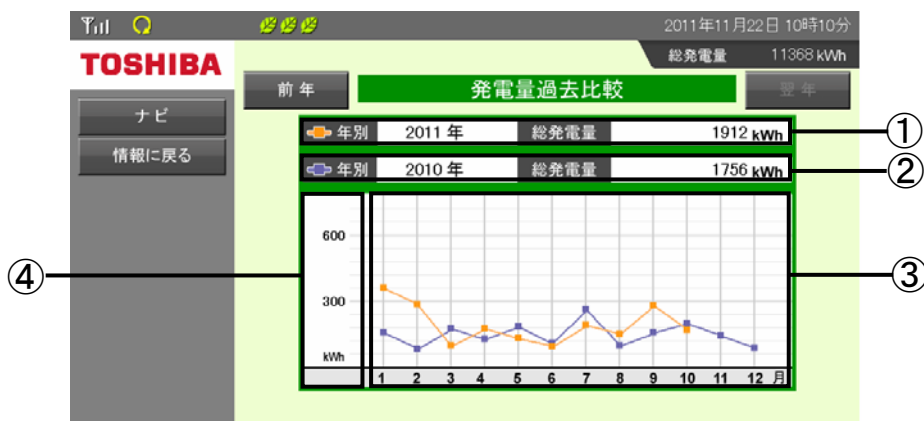 2011年11月22日 10時10分
TOSHIBA
総発電量 11368 kWh
前 年 発電量過去比較 翌 年
ナビ
情報に戻る
年別 2011 年 総発電量 1912 kWh ①
年別 2010 年 総発電量 1756 kWh ②
600
④ ③
300
kWh
1 2 3 4 5 6 7 8 9 10 11 12 月